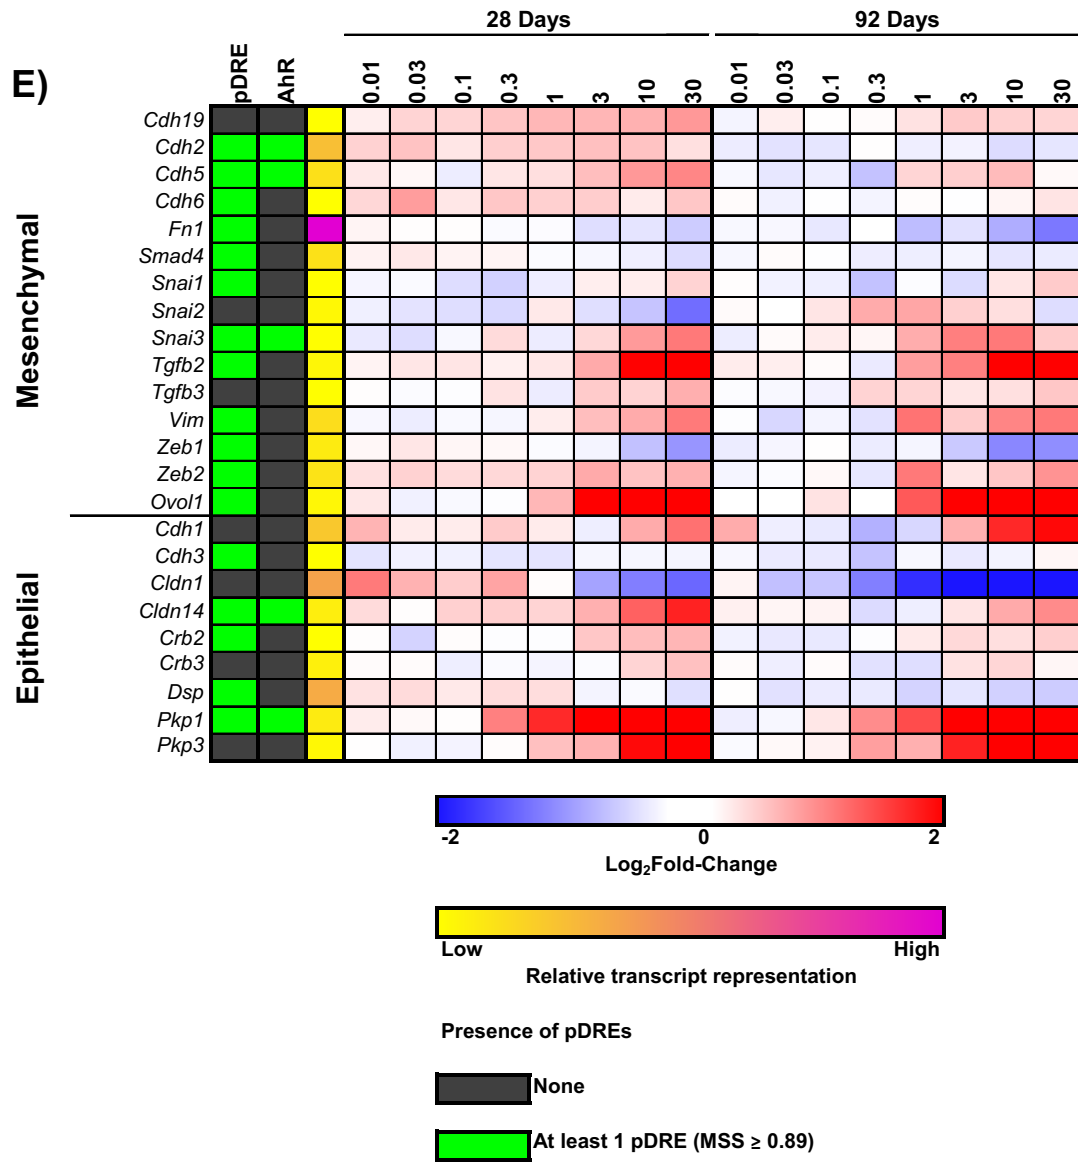 E)
28 Days
92 Days
pDRE
AhR
0.01
0.03
0.1
0.3
1
3
10
30
0.01
0.03
0.1
0.3
1
3
10
30
Mesenchymal
Cdh19
Cdh2
Cdh5
Cdh6
Fn1
Smad4
Snai1
Snai2
Snai3
Tgfb2
Tgfb3
Vim
Zeb1
Zeb2
Ovol1
Epithelial
Cdh1
Cdh3
Cldn1
Cldn14
Crb2
Crb3
Dsp
Pkp1
Pkp3
-2
0
2
Log₂Fold-Change
Low
High
Relative transcript representation
Presence of pDREs
None
At least 1 pDRE (MSS ≥ 0.89)